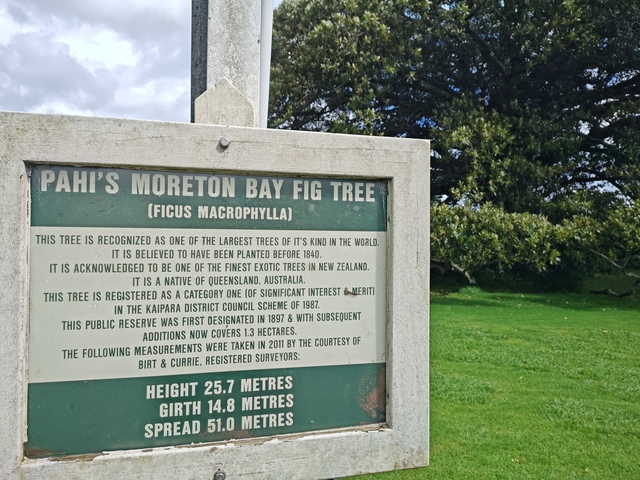 PAHI'S MORETON BAY FIG TREE
(FICUS MACROPHYLLA)
THIS TREE IS RECOGNIZED AS ONE OF THE LARGEST TREES OF IT'S KIND IN THE WORLD.
IT IS BELIEVED TO HAVE BEEN PLANTED BEFORE 1840.
IT IS ACKNOWLEDGED TO BE ONE OF THE FINEST EXOTIC TREES IN NEW ZEALAND.
IT IS A NATIVE OF QUEENSLAND, AUSTRALIA.
THIS TREE IS REGISTERED AS A CATEGORY ONE (OF SIGNIFICANT INTEREST & MERIT)
IN THE KAIPARA DISTRICT COUNCIL SCHEME OF 1987.
THIS PUBLIC RESERVE WAS FIRST DESIGNATED IN 1897 & WITH SUBSEQUENT
ADDITIONS NOW COVERS 1.3 HECTARES.
THE FOLLOWING MEASUREMENTS WERE TAKEN IN 2011 BY THE COURTESY OF
BIRT & CURRIE, REGISTERED SURVEYORS:
HEIGHT 25.7 METRES
GIRTH 14.8 METRES
SPREAD 51.0 METRES